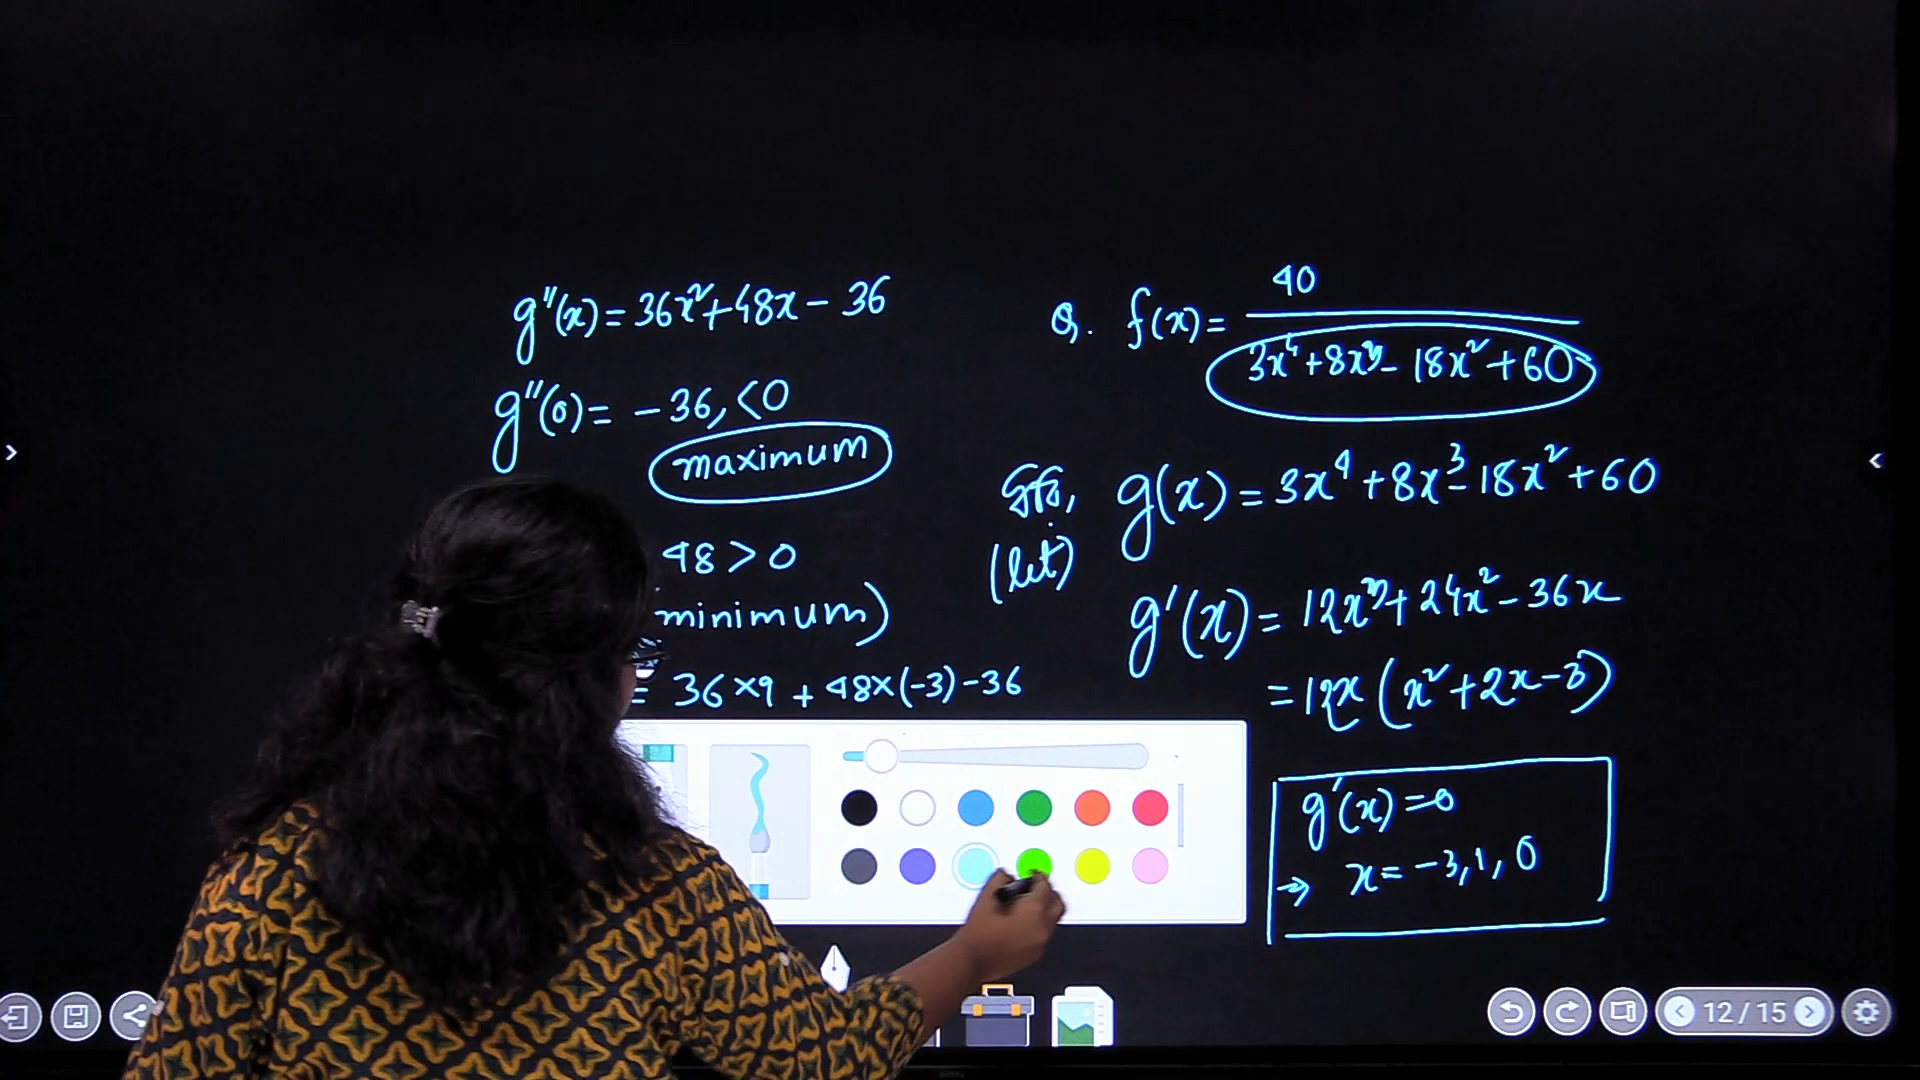 g''(x) = 36x² + 48x - 36
g''(0) = - 36, < 0
maximum
48 > 0
minimum)
= 36 × 9 + 48 × (-3) - 36
Q. f(x) = 40 / 3x⁴ + 8x³ - 18x² + 60
(let) g(x) = 3x⁴ + 8x³ - 18x² + 60
g'(x) = 12x³ + 24x² - 36x
= 12x (x² + 2x - 3)
g'(x) = 0
→ x = -3, 1, 0
12 / 15